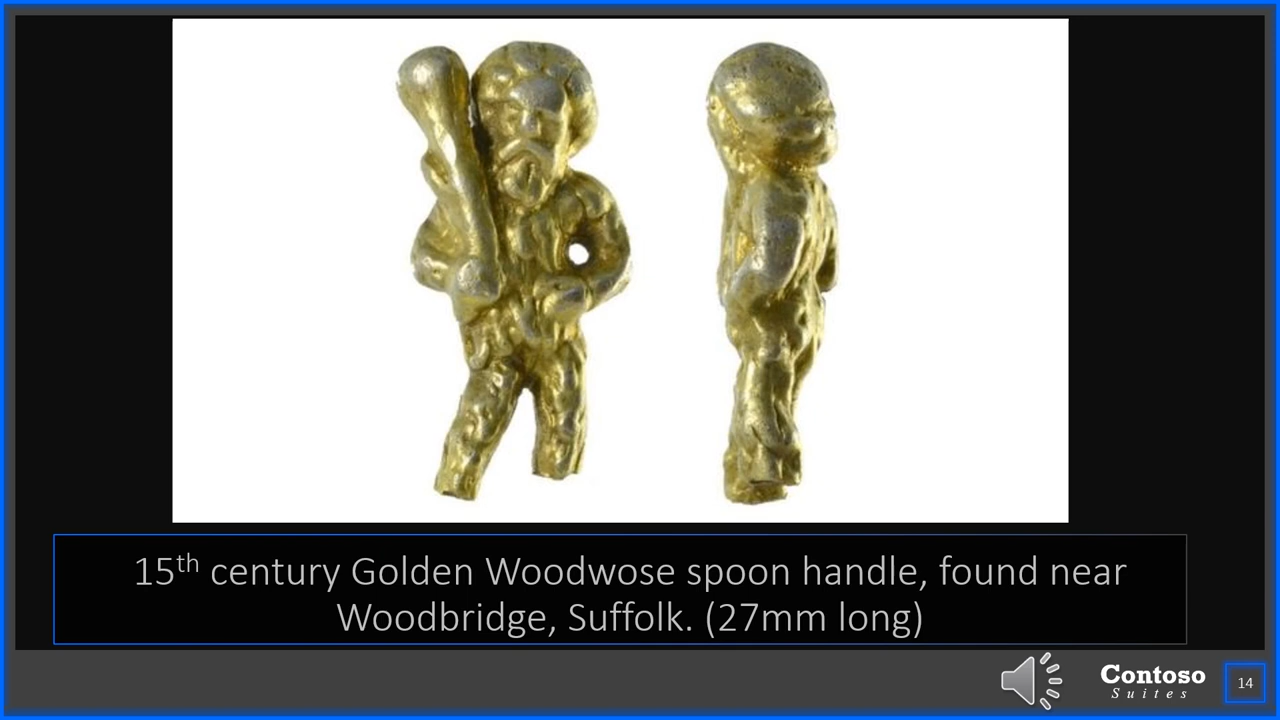 15th century Golden Woodwose spoon handle, found near
Woodbridge, Suffolk. (27mm long)
Contoso
Suites
14